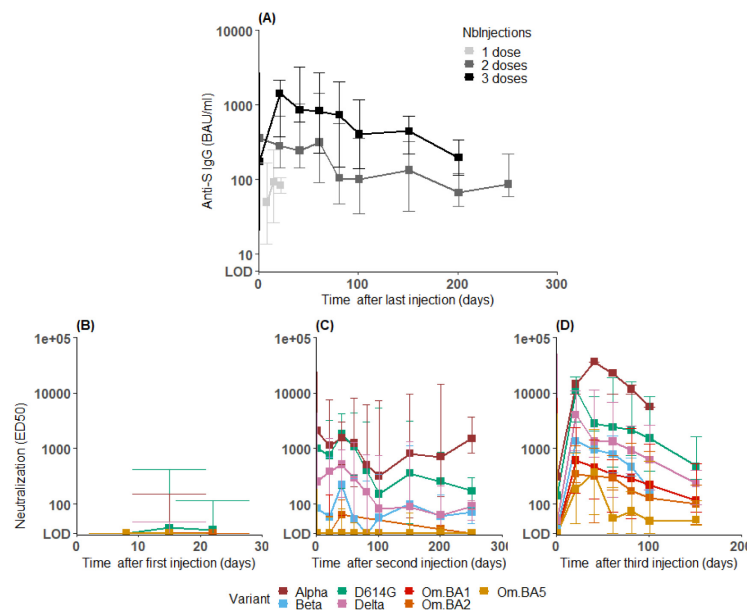 (A)
NbInjections
1 dose
2 doses
3 doses
Anti-S IgG (BAU/ml)
10000
1000
100
10
LOD
0 100 200 300
Time after last injection (days)
(B) (C) (D)
Neutralization (ED50)
1e+05 1e+05 1e+05
10000 10000 10000
1000 1000 1000
100 100 100
LOD LOD LOD
0 10 20 30 0 100 200 300 0 100 200
Time after first injection (days) Time after second injection (days) Time after third injection (days)
Variant Alpha D614G Om.BA1 Om.BA5
Beta Delta Om.BA2